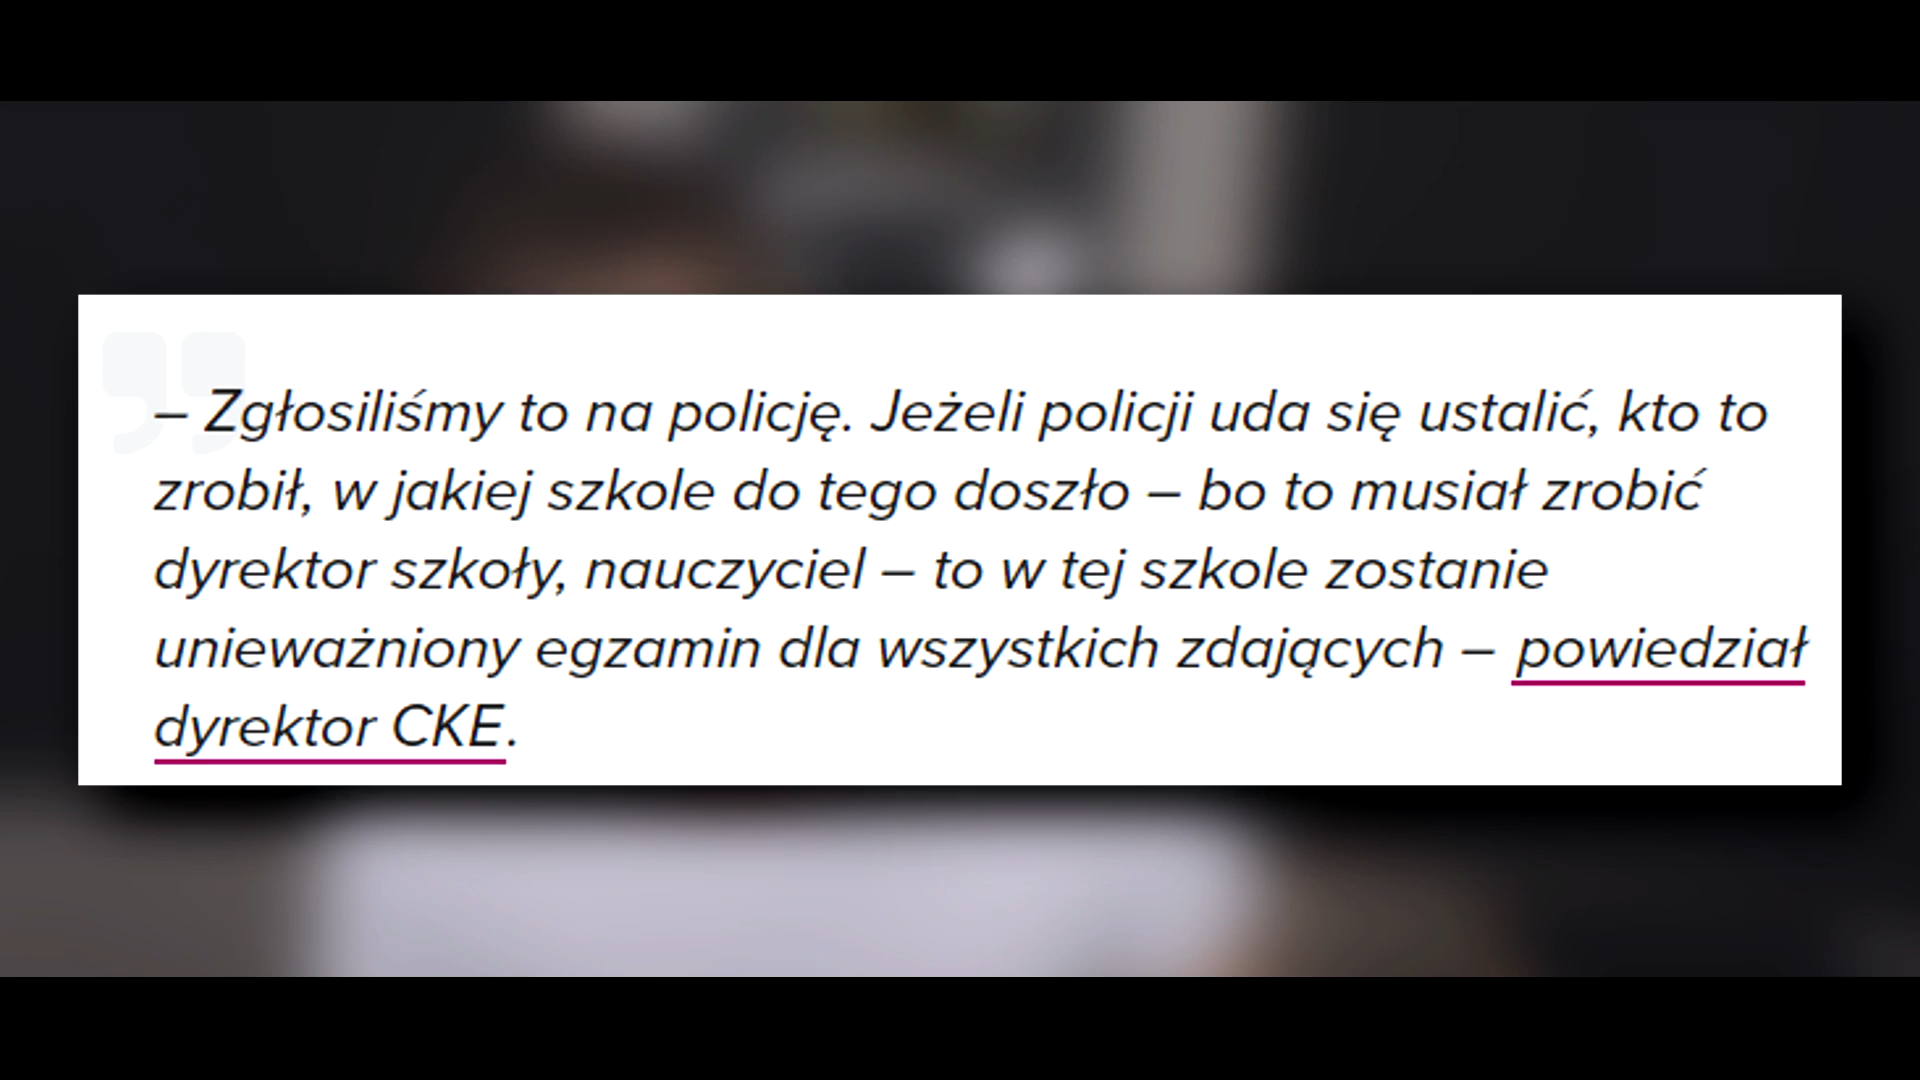 – Zgłosiliśmy to na policję. Jeżeli policji uda się ustalić, kto to
zrobił, w jakiej szkole do tego doszło – bo to musiał zrobić
dyrektor szkoły, nauczyciel – to w tej szkole zostanie
unieważniony egzamin dla wszystkich zdających – powiedział
dyrektor CKE.